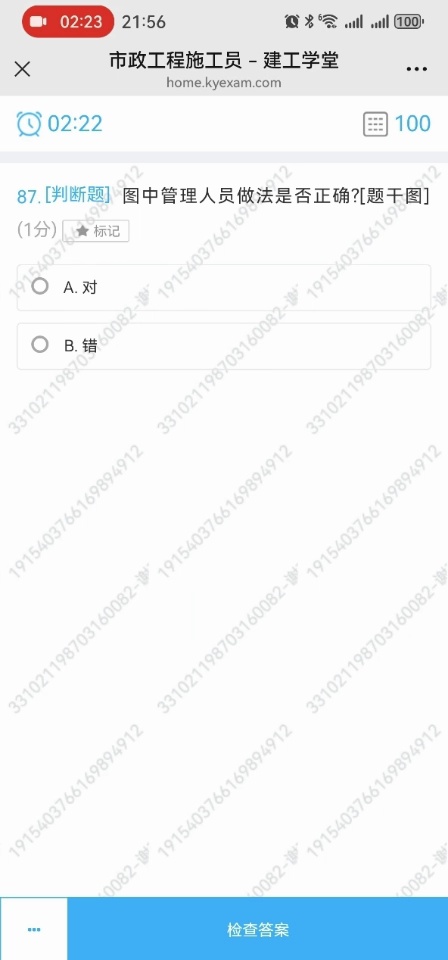 02:23 21:56 100
市政工程施工员 – 建工学堂
home.kyexam.com
02:22 100
87. [判断题] 图中管理人员做法是否正确?[题干图]
(1分) ★ 标记
A. 对
B. 错
1915403766169894912
331021198703160082-谢
检查答案